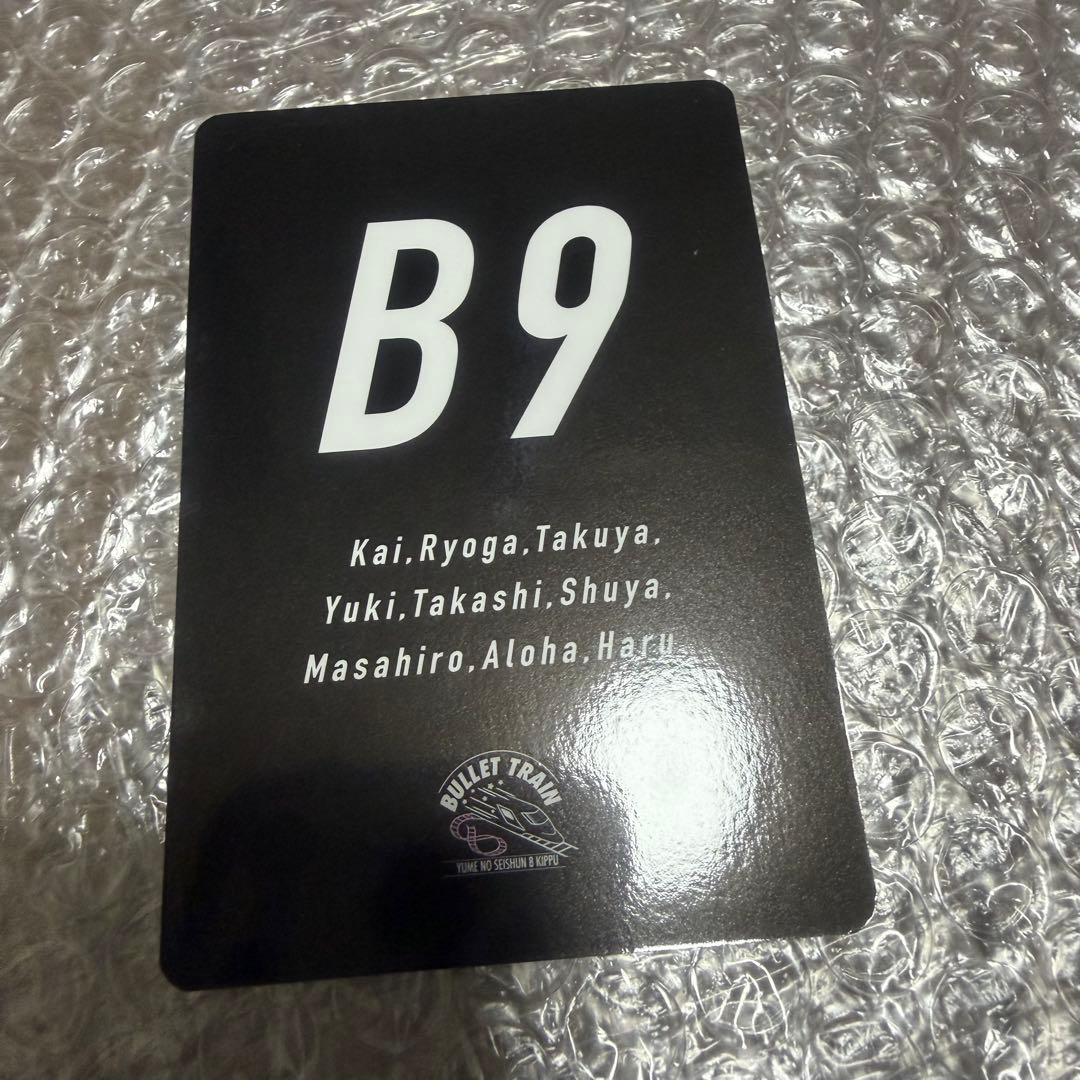 B9
Kai,Ryoga,Takuya,
Yuki,Takashi,Shuya,
Masahiro,Aloha,Haru
BULLET TRAIN
YUME NO SEISHUN 8 KIPPU